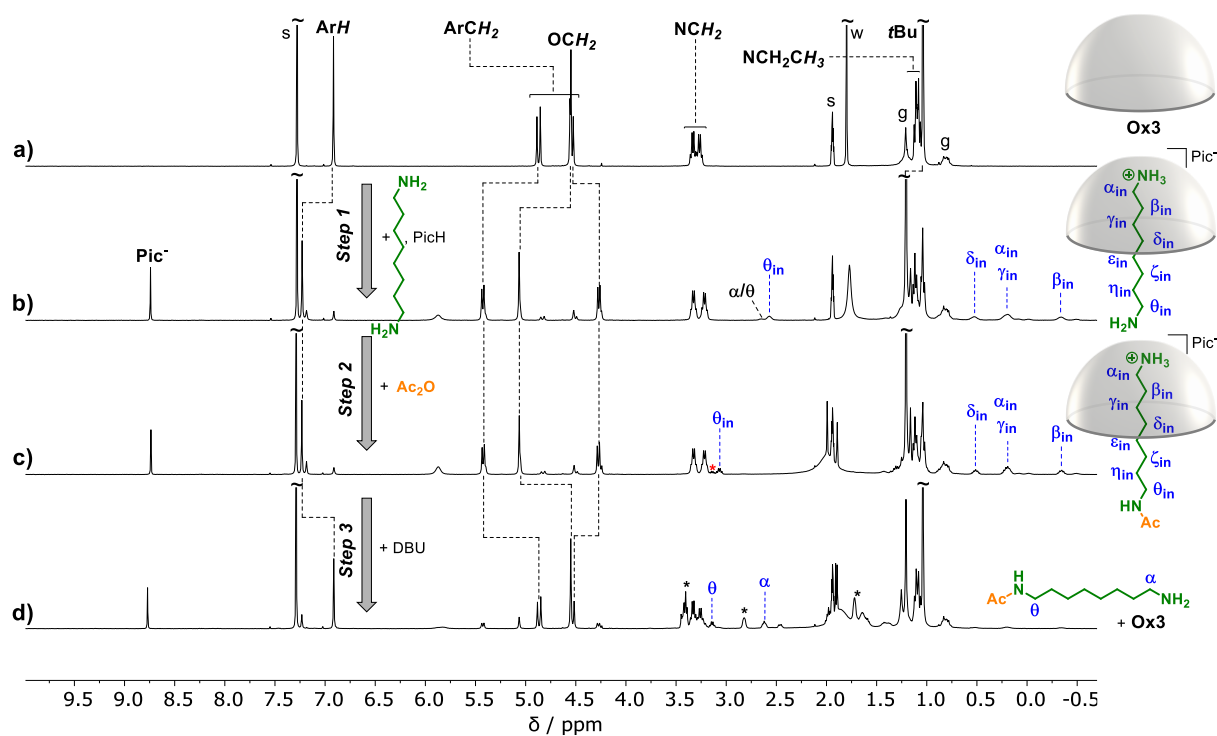 s
ArH
ArCH₂
OCH₂
NCH₂
NCH₂CH₃
~
w
tBu
~
s
g
g
Ox3
a)
Step 1
+ , PicH
NH₂
H₂N
Pic⁻
~
α/θ
θin
~
δin
αin
γin
βin
b)
Pic⁻
⊕NH₃
αin
βin
γin
δin
εin
ζin
ηin
θin
H₂N
Step 2
+ Ac₂O
~
*
θin
~
δin
αin
γin
βin
c)
Pic⁻
⊕NH₃
αin
βin
γin
δin
εin
ζin
ηin
θin
HN
Ac
Step 3
+ DBU
~
*
θ
*
α
*
~
d)
H
N
Ac
θ
α
NH₂
+ Ox3
9.5 9.0 8.5 8.0 7.5 7.0 6.5 6.0 5.5 5.0 4.5 4.0 3.5 3.0 2.5 2.0 1.5 1.0 0.5 0.0 -0.5
δ / ppm